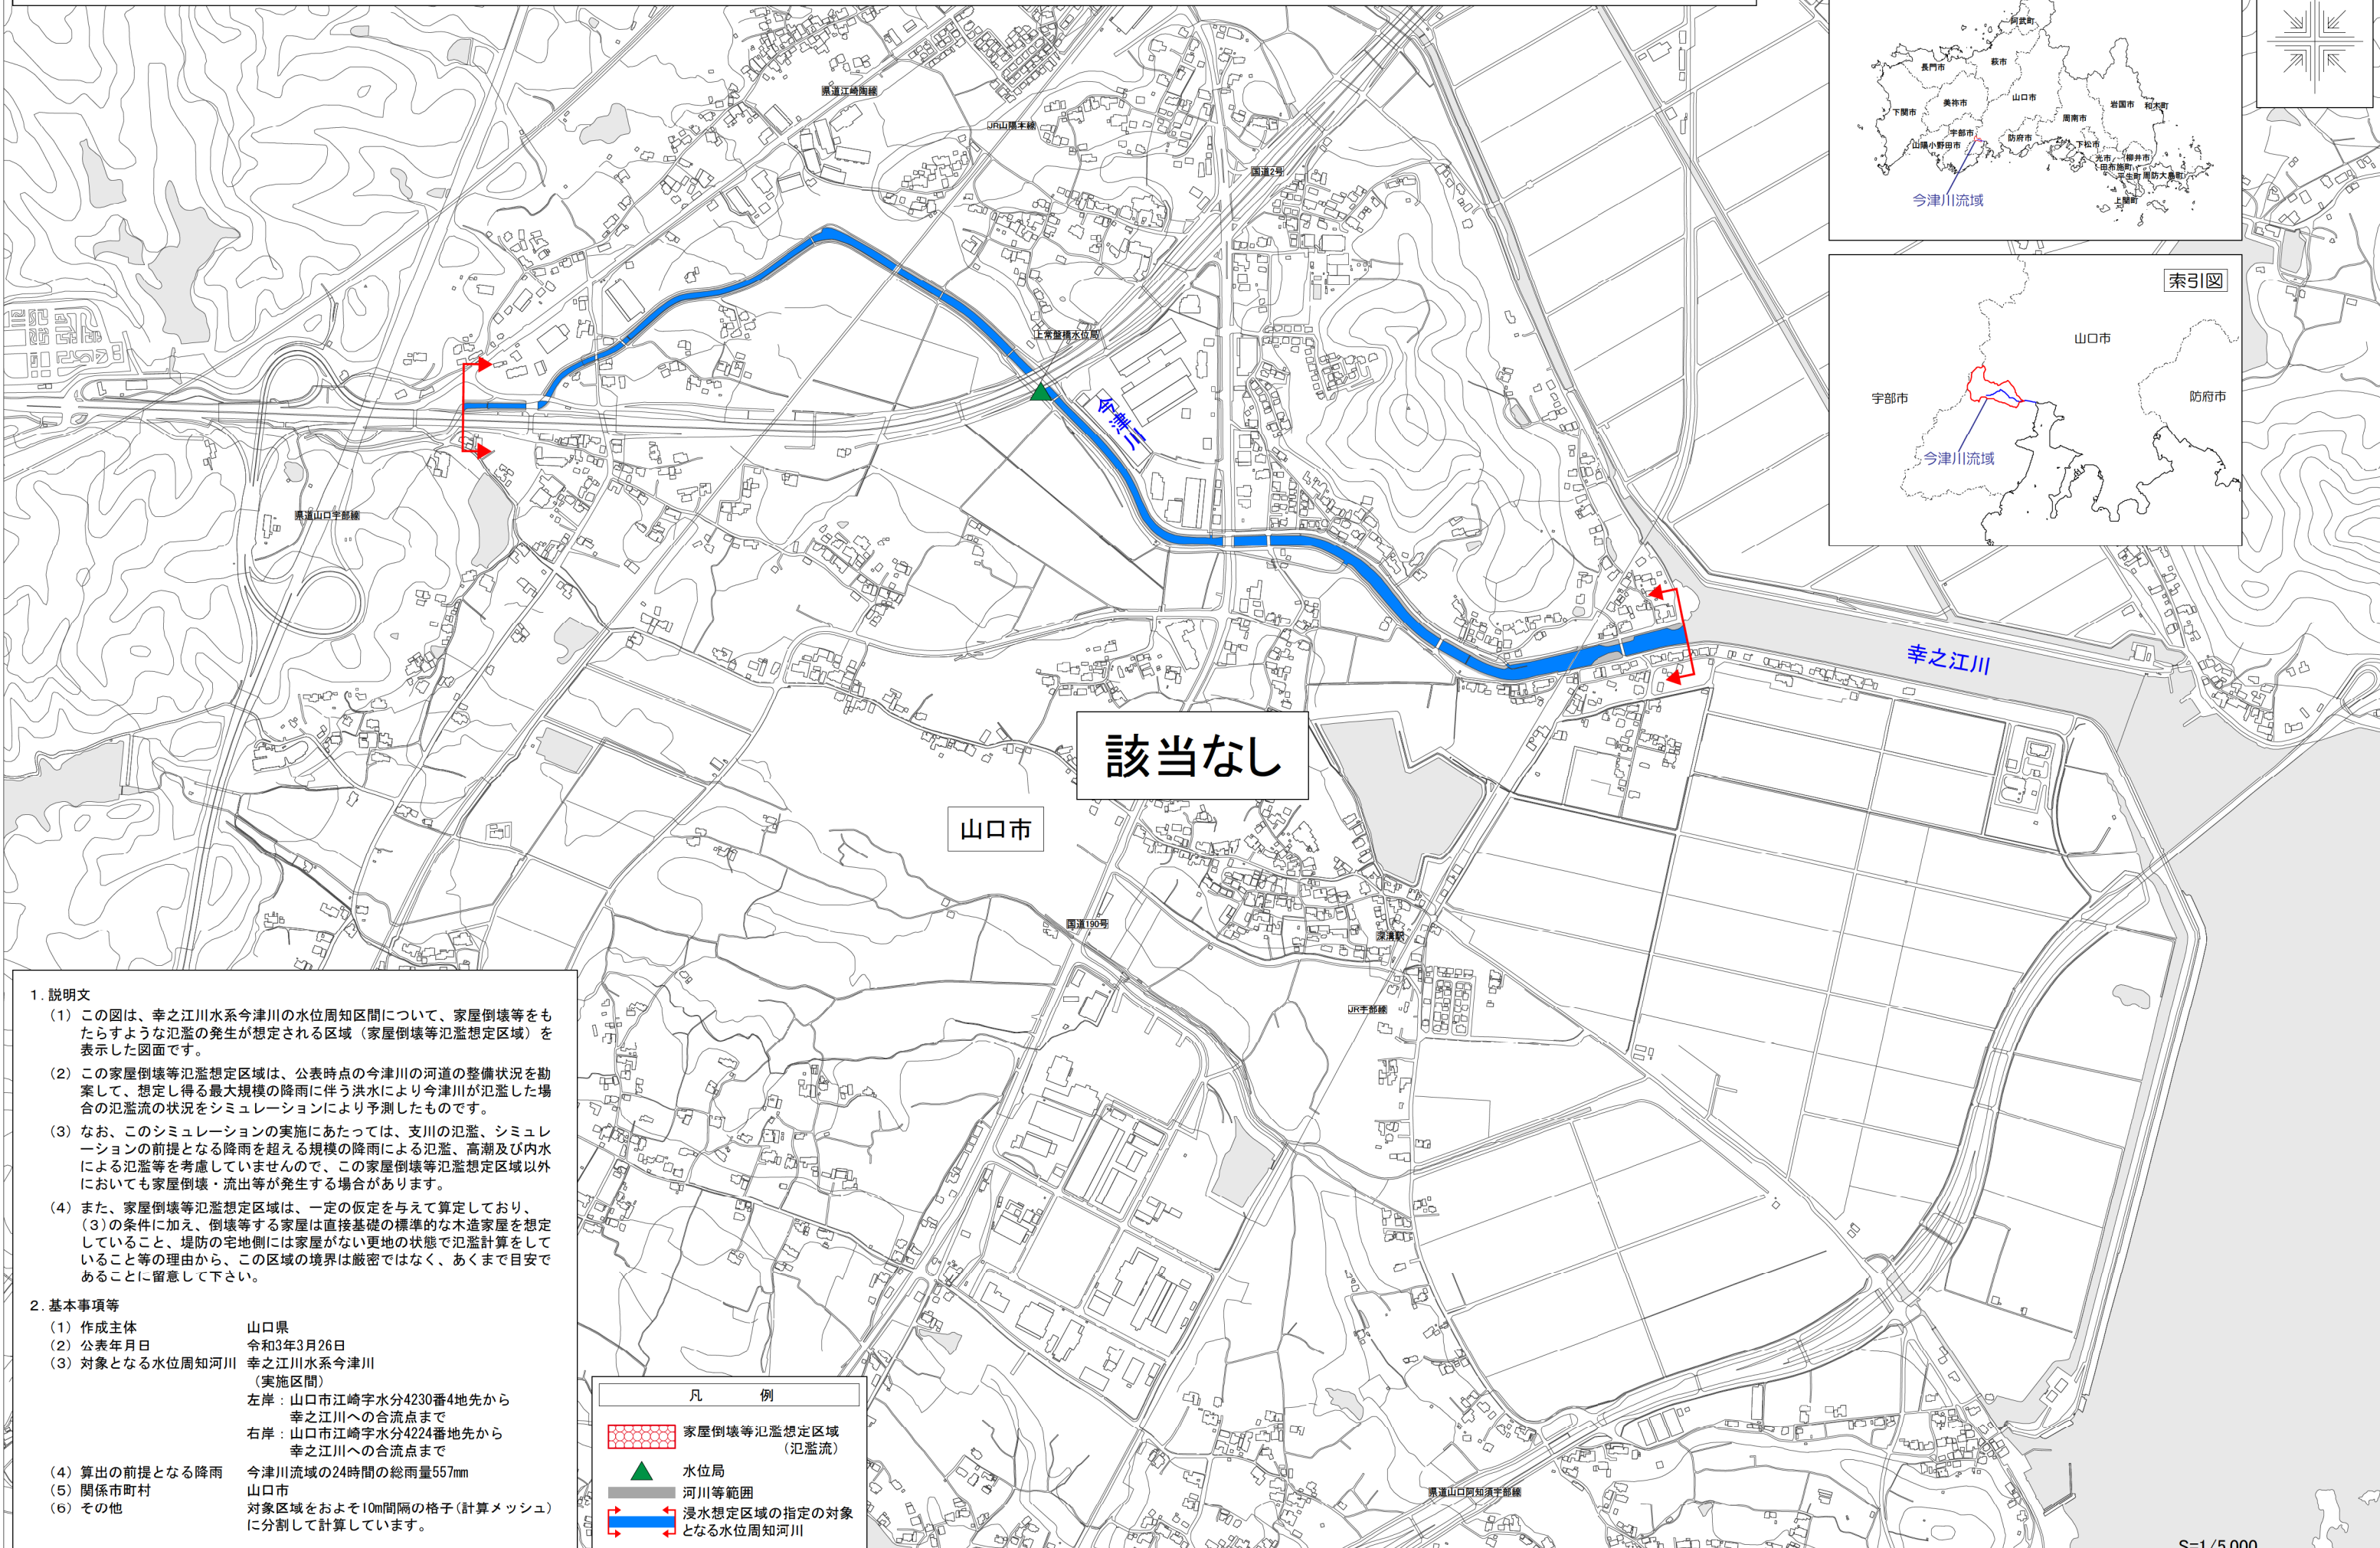 県道江崎陶線
JR山陽本線
国道2号
上常盤橋水位局
今津川
県道山口宇部線
幸之江川
該当なし
山口市
国道190号
深溝駅
JR宇部線
県道山口阿知須宇部線
阿武町
萩市
長門市
山口市
美祢市
岩国市
和木町
下関市
周南市
宇部市
防府市
山陽小野田市
下松市
光市
柳井市
田布施町
平生町
周防大島町
上関町
今津川流域
索引図
山口市
宇部市
防府市
今津川流域
1.説明文
(1) この図は、幸之江川水系今津川の水位周知区間について、家屋倒壊等をも
たらすような氾濫の発生が想定される区域（家屋倒壊等氾濫想定区域）を
表示した図面です。
(2) この家屋倒壊等氾濫想定区域は、公表時点の今津川の河道の整備状況を勘
案して、想定し得る最大規模の降雨に伴う洪水により今津川が氾濫した場
合の氾濫流の状況をシミュレーションにより予測したものです。
(3) なお、このシミュレーションの実施にあたっては、支川の氾濫、シミュレ
ーションの前提となる降雨を超える規模の降雨による氾濫、高潮及び内水
による氾濫等を考慮していませんので、この家屋倒壊等氾濫想定区域以外
においても家屋倒壊・流出等が発生する場合があります。
(4) また、家屋倒壊等氾濫想定区域は、一定の仮定を与えて算定しており、
(3)の条件に加え、倒壊等する家屋は直接基礎の標準的な木造家屋を想定
していること、堤防の宅地側には家屋がない更地の状態で氾濫計算をして
いること等の理由から、この区域の境界は厳密ではなく、あくまで目安で
あることに留意して下さい。
2.基本事項等
(1) 作成主体 山口県
(2) 公表年月日 令和3年3月26日
(3) 対象となる水位周知河川 幸之江川水系今津川
（実施区間）
左岸：山口市江崎字水分4230番4地先から
幸之江川への合流点まで
右岸：山口市江崎字水分4224番地先から
幸之江川への合流点まで
(4) 算出の前提となる降雨 今津川流域の24時間の総雨量557mm
(5) 関係市町村 山口市
(6) その他 対象区域をおよそ10m間隔の格子(計算メッシュ)
に分割して計算しています。
凡 例
家屋倒壊等氾濫想定区域
（氾濫流）
水位局
河川等範囲
浸水想定区域の指定の対象
となる水位周知河川
S=1/5,000